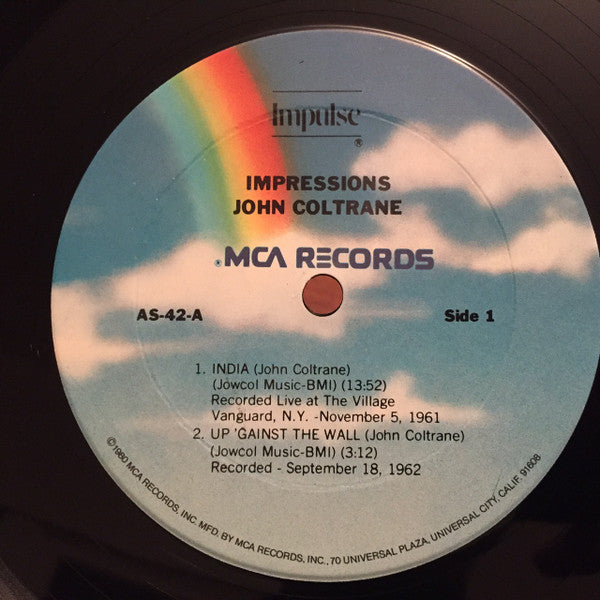 Impulse
®
IMPRESSIONS
JOHN COLTRANE
®MCA RECORDS
AS-42-A Side 1
1. INDIA (John Coltrane)
(Jowcol Music-BMI) (13:52)
Recorded Live at The Village
Vanguard, N.Y. -November 5, 1961
2. UP 'GAINST THE WALL (John Coltrane)
(Jowcol Music-BMI) (3:12)
Recorded - September 18, 1962
©1980 MCA RECORDS, INC. MFD. BY MCA RECORDS, INC., 70 UNIVERSAL PLAZA, UNIVERSAL CITY, CALIF. 91608